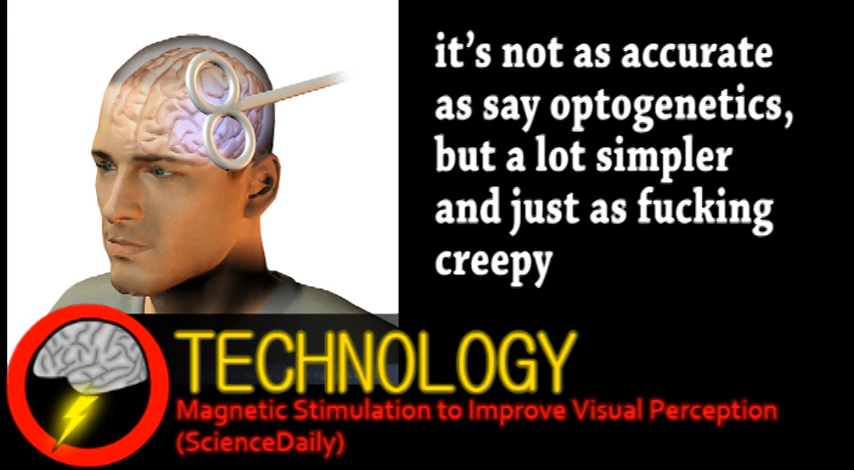 it’s not as accurate
as say optogenetics,
but a lot simpler
and just as fucking
creepy
TECHNOLOGY
Magnetic Stimulation to Improve Visual Perception
(ScienceDaily)